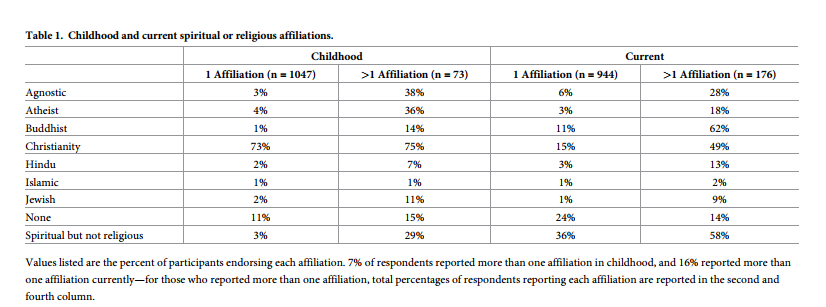 Table 1. Childhood and current spiritual or religious affiliations.
Childhood Current
1 Affiliation (n = 1047) >1 Affiliation (n = 73) 1 Affiliation (n = 944) >1 Affiliation (n = 176)
Agnostic 3% 38% 6% 28%
Atheist 4% 36% 3% 18%
Buddhist 1% 14% 11% 62%
Christianity 73% 75% 15% 49%
Hindu 2% 7% 3% 13%
Islamic 1% 1% 1% 2%
Jewish 2% 11% 1% 9%
None 11% 15% 24% 14%
Spiritual but not religious 3% 29% 36% 58%
Values listed are the percent of participants endorsing each affiliation. 7% of respondents reported more than one affiliation in childhood, and 16% reported more than
one affiliation currently—for those who reported more than one affiliation, total percentages of respondents reporting each affiliation are reported in the second and
fourth column.